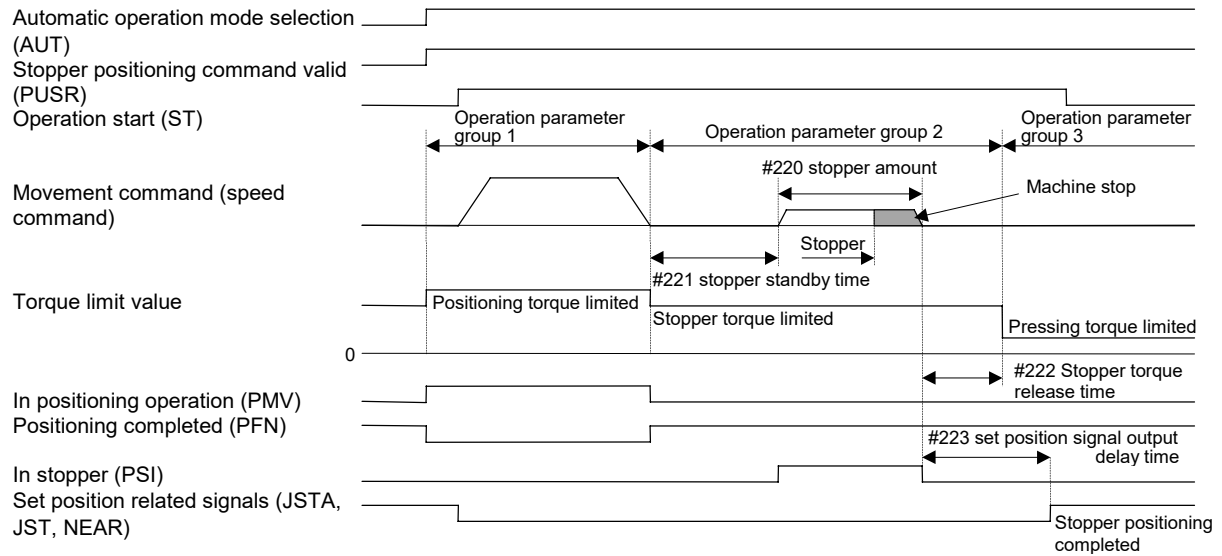 Automatic operation mode selection
(AUT)
Stopper positioning command valid
(PUSR)
Operation start (ST)
Operation parameter
group 1
Operation parameter group 2
Operation parameter
group 3
#220 stopper amount
Machine stop
Movement command (speed
command)
Stopper
#221 stopper standby time
Torque limit value
Positioning torque limited
Stopper torque limited
Pressing torque limited
0
#222 Stopper torque
release time
In positioning operation (PMV)
Positioning completed (PFN)
#223 set position signal output
delay time
In stopper (PSI)
Set position related signals (JSTA,
JST, NEAR)
Stopper positioning
completed